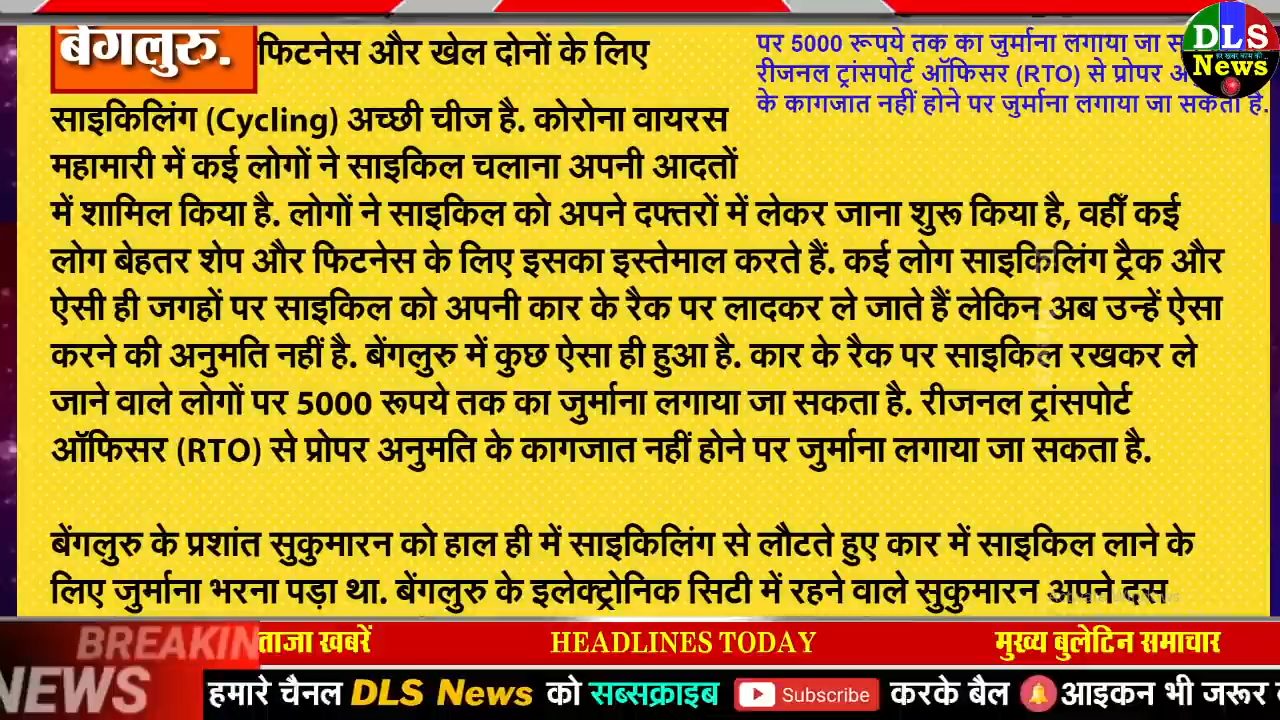 बेंगलुरु. फिटनेस और खेल दोनों के लिए
साइकिलिंग (Cycling) अच्छी चीज है. कोरोना वायरस
महामारी में कई लोगों ने साइकिल चलाना अपनी आदतों
में शामिल किया है. लोगों ने साइकिल को अपने दफ्तरों में लेकर जाना शुरू किया है, वहीं कई
लोग बेहतर शेप और फिटनेस के लिए इसका इस्तेमाल करते हैं. कई लोग साइकिलिंग ट्रैक और
ऐसी ही जगहों पर साइकिल को अपनी कार के रैक पर लादकर ले जाते हैं लेकिन अब उन्हें ऐसा
करने की अनुमति नहीं है. बेंगलुरु में कुछ ऐसा ही हुआ है. कार के रैक पर साइकिल रखकर ले
जाने वाले लोगों पर 5000 रूपये तक का जुर्माना लगाया जा सकता है. रीजनल ट्रांसपोर्ट
ऑफिसर (RTO) से प्रोपर अनुमति के कागजात नहीं होने पर जुर्माना लगाया जा सकता है.
बेंगलुरु के प्रशांत सुकुमारन को हाल ही में साइकिलिंग से लौटते हुए कार में साइकिल लाने के
लिए जुर्माना भरना पड़ा था. बेंगलुरु के इलेक्ट्रोनिक सिटी में रहने वाले सुकुमारन अपने दस
पर 5000 रूपये तक का जुर्माना लगाया जा
रीजनल ट्रांसपोर्ट ऑफिसर (RTO) से प्रोपर
के कागजात नहीं होने पर जुर्माना लगाया जा सकता है.
DLS
News
BREAKIN
NEWS
ताजा खबरें HEADLINES TODAY मुख्य बुलेटिन समाचार
हमारे चैनल DLS News को सब्सक्राइब Subscribe करके बैल आइकन भी जरूर